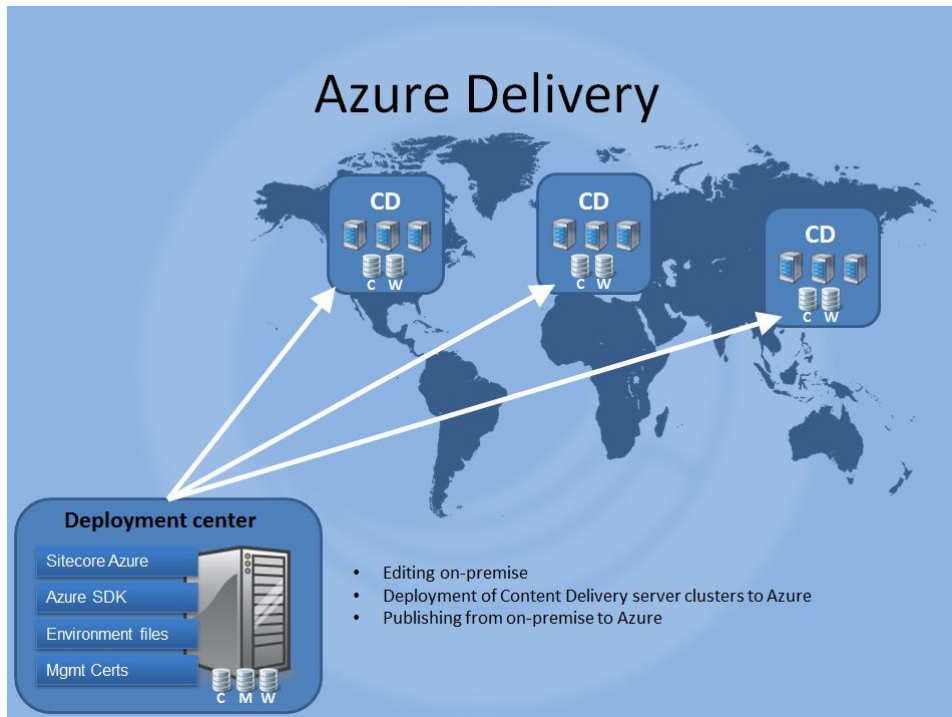 Azure Delivery
CD
C W
CD
C W
CD
C W
Deployment center
Sitecore Azure
Azure SDK
Environment files
Mgmt Certs
C M W
• Editing on-premise
• Deployment of Content Delivery server clusters to Azure
• Publishing from on-premise to Azure